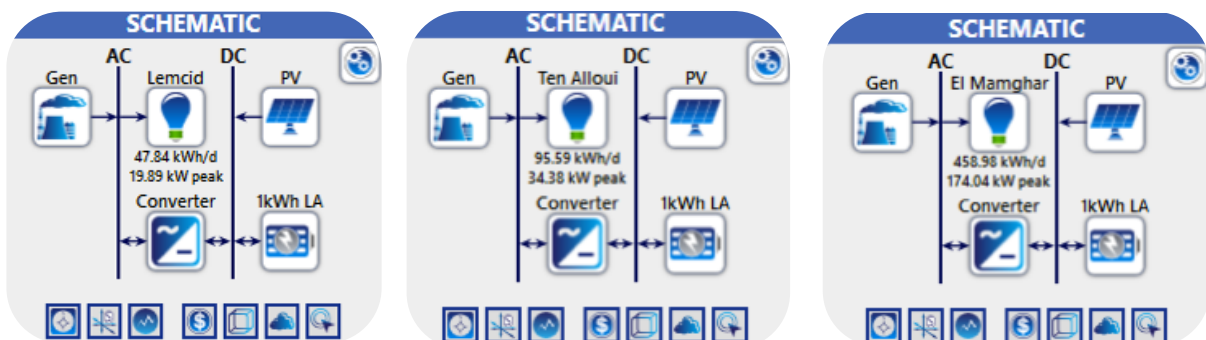 SCHEMATIC
AC DC
Gen Lemcid PV
47.84 kWh/d
19.89 kW peak
Converter 1kWh LA
SCHEMATIC
AC DC
Gen Ten Alloui PV
95.59 kWh/d
34.38 kW peak
Converter 1kWh LA
SCHEMATIC
AC DC
Gen El Mamghar PV
458.98 kWh/d
174.04 kW peak
Converter 1kWh LA